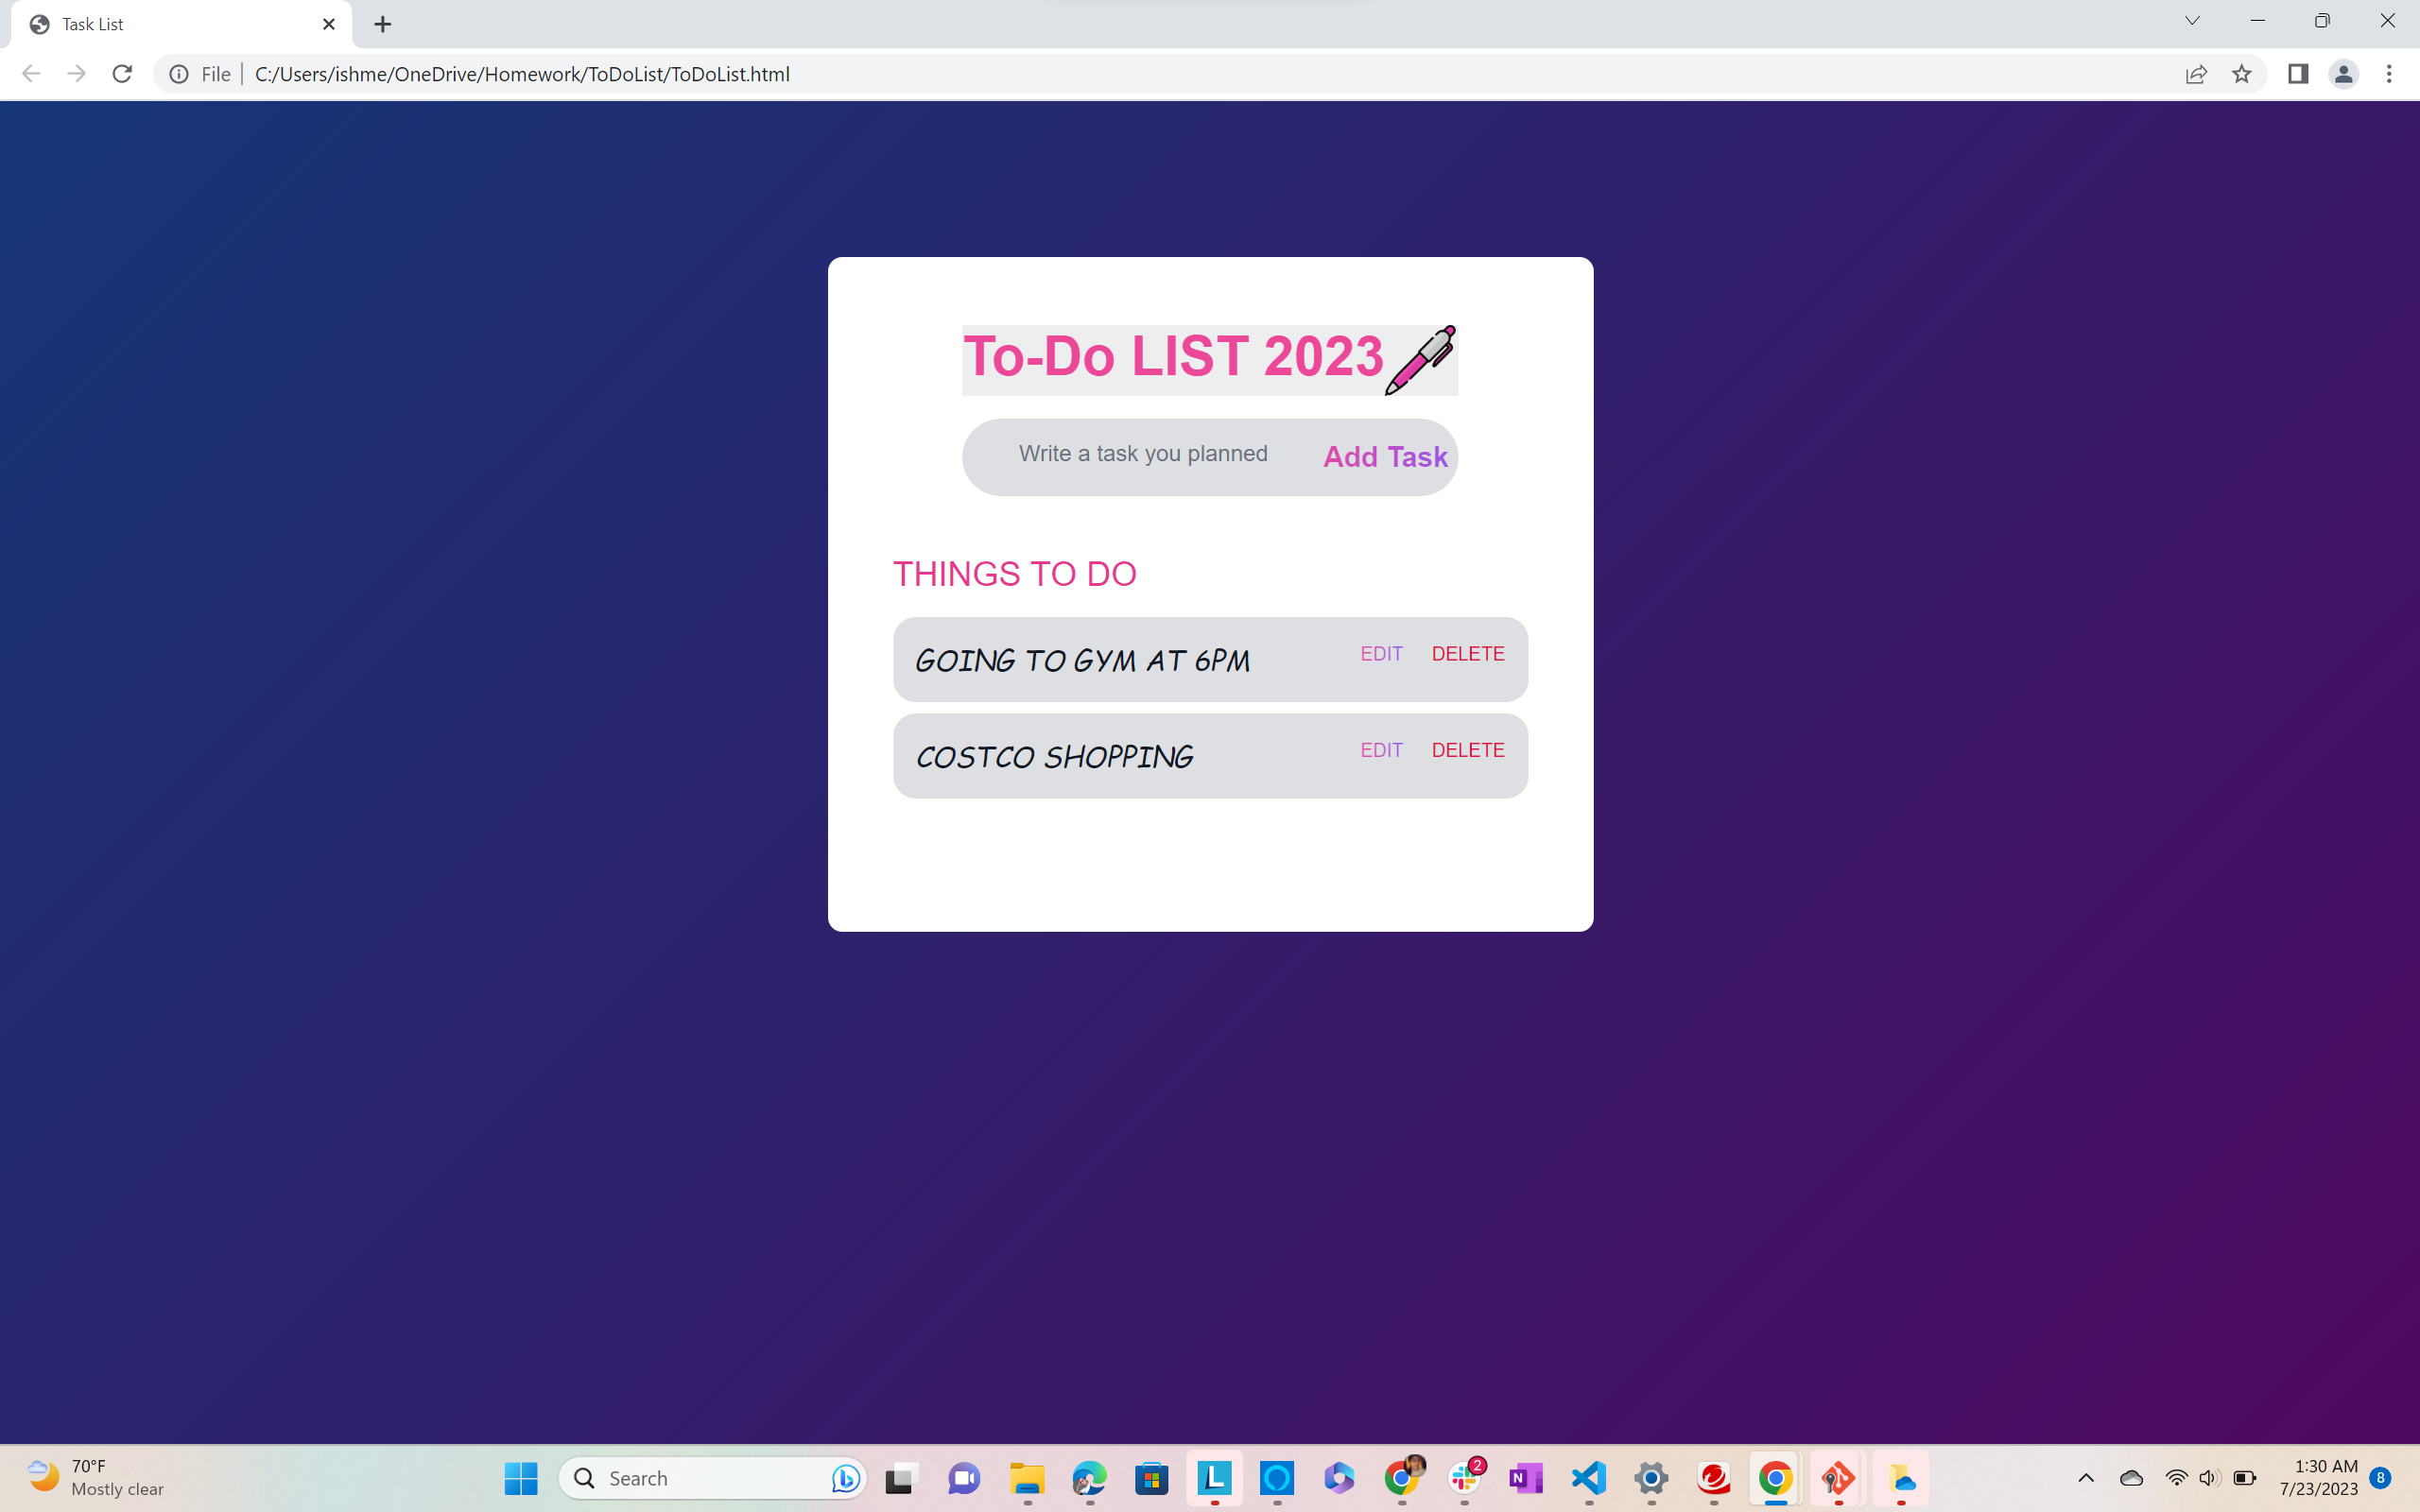 Task List
File C:/Users/ishme/OneDrive/Homework/ToDoList/ToDoList.html
To-Do LIST 2023
Write a task you planned Add Task
THINGS TO DO
GOING TO GYM AT 6PM EDIT DELETE
COSTCO SHOPPING EDIT DELETE
70°F
Mostly clear
Search
L
N
2
1:30 AM
7/23/2023
8